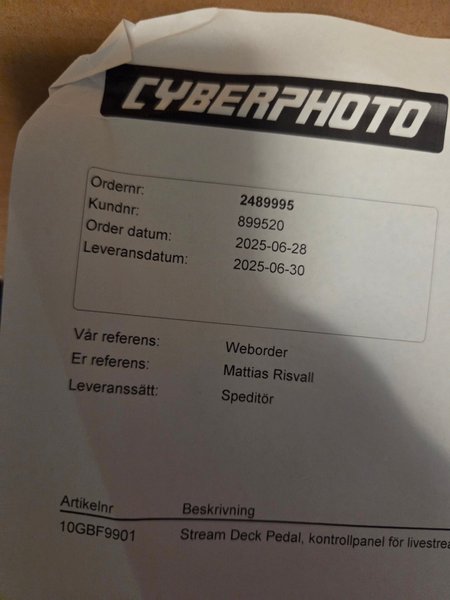 CYBERPHOTO
Ordernr: 2489995
Kundnr: 899520
Order datum: 2025-06-28
Leveransdatum: 2025-06-30
Vår referens: Weborder
Er referens: Mattias Risvall
Leveranssätt: Speditör
Artikelnr Beskrivning
10GBF9901 Stream Deck Pedal, kontrollpanel för livestrea